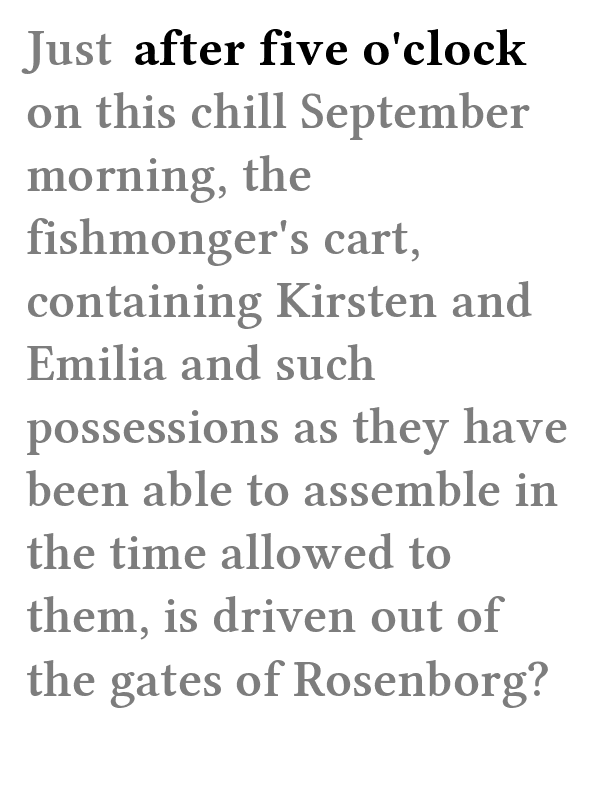 Just after five o'clock
on this chill September
morning, the
fishmonger's cart,
containing Kirsten and
Emilia and such
possessions as they have
been able to assemble in
the time allowed to
them, is driven out of
the gates of Rosenborg?